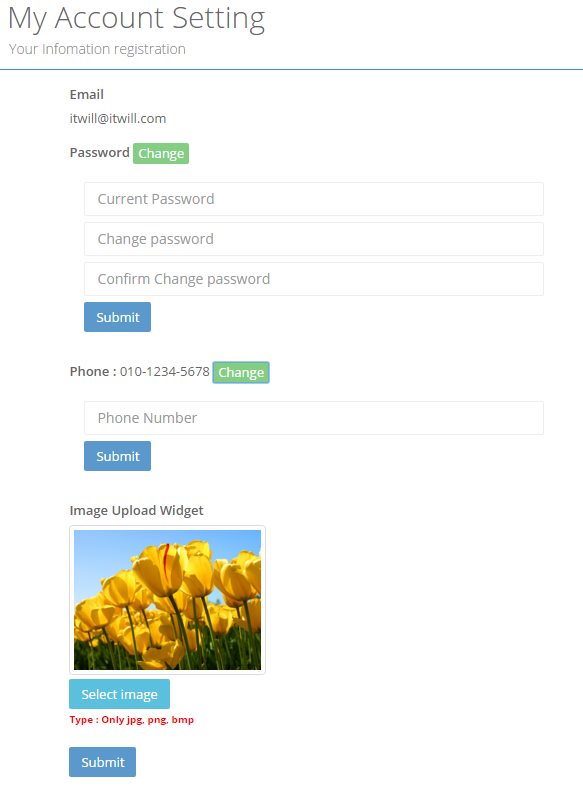 My Account Setting
Your Infomation registration
Email
itwill@itwill.com
Password Change
Current Password
Change password
Confirm Change password
Submit
Phone : 010-1234-5678 Change
Phone Number
Submit
Image Upload Widget
Select image
Type : Only jpg, png, bmp
Submit